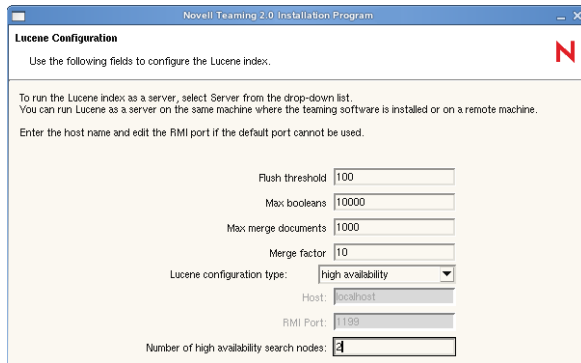 Novell Teaming 2.0 Installation Program
Lucene Configuration
Use the following fields to configure the Lucene index.
N
To run the Lucene index as a server, select Server from the drop-down list.
You can run Lucene as a server on the same machine where the teaming software is installed or on a remote machine.
Enter the host name and edit the RMI port if the default port cannot be used.
Flush threshold 100
Max booleans 10000
Max merge documents 1000
Merge factor 10
Lucene configuration type: high availability
Host: localhost
RMI Port: 1199
Number of high availability search nodes: 2